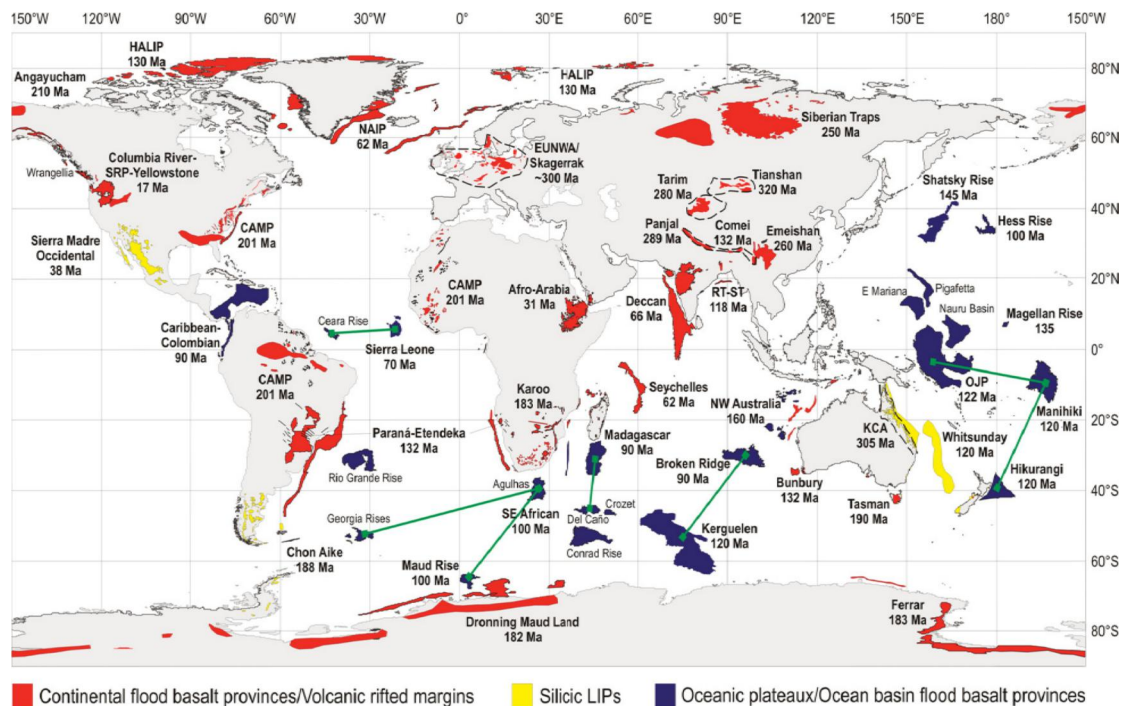 150°W 120°W 90°W 60°W 30°W 0° 30°E 60°E 90°E 120°E 150°E 180° 150°W
HALIP
130 Ma
Angayucham
210 Ma
HALIP
130 Ma
80°N
NAIP
62 Ma
Siberian Traps
250 Ma
60°N
EUNWA/
Skagerrak
~300 Ma
Columbia River-
SRP-Yellowstone
17 Ma
Wrangellia
Tarim
280 Ma
Tianshan
320 Ma
Shatsky Rise
145 Ma
40°N
Hess Rise
100 Ma
CAMP
201 Ma
Panjal
289 Ma
Comei
132 Ma
Emeishan
260 Ma
Sierra Madre
Occidental
38 Ma
CAMP
201 Ma
Afro-Arabia
31 Ma
Deccan
66 Ma
RT-ST
118 Ma
20°N
E Mariana
Pigafetta
Nauru Basin
Magellan Rise
135
Caribbean-
Colombian
90 Ma
Ceara Rise
Sierra Leone
70 Ma
0°
CAMP
201 Ma
Karoo
183 Ma
Seychelles
62 Ma
NW Australia
160 Ma
OJP
122 Ma
Manihiki
120 Ma
20°S
KCA
305 Ma
Whitsunday
120 Ma
Paraná-Etendeka
132 Ma
Madagascar
90 Ma
Broken Ridge
90 Ma
Bunbury
132 Ma
Hikurangi
120 Ma
Rio Grande Rise
Agulhas
Tasman
190 Ma
40°S
SE African
100 Ma
Georgia Rises
Del Caño
Crozet
Conrad Rise
Kerguelen
120 Ma
Chon Aike
188 Ma
Maud Rise
100 Ma
60°S
Dronning Maud Land
182 Ma
Ferrar
183 Ma
80°S
Continental flood basalt provinces/Volcanic rifted margins
Silicic LIPs
Oceanic plateaux/Ocean basin flood basalt provinces